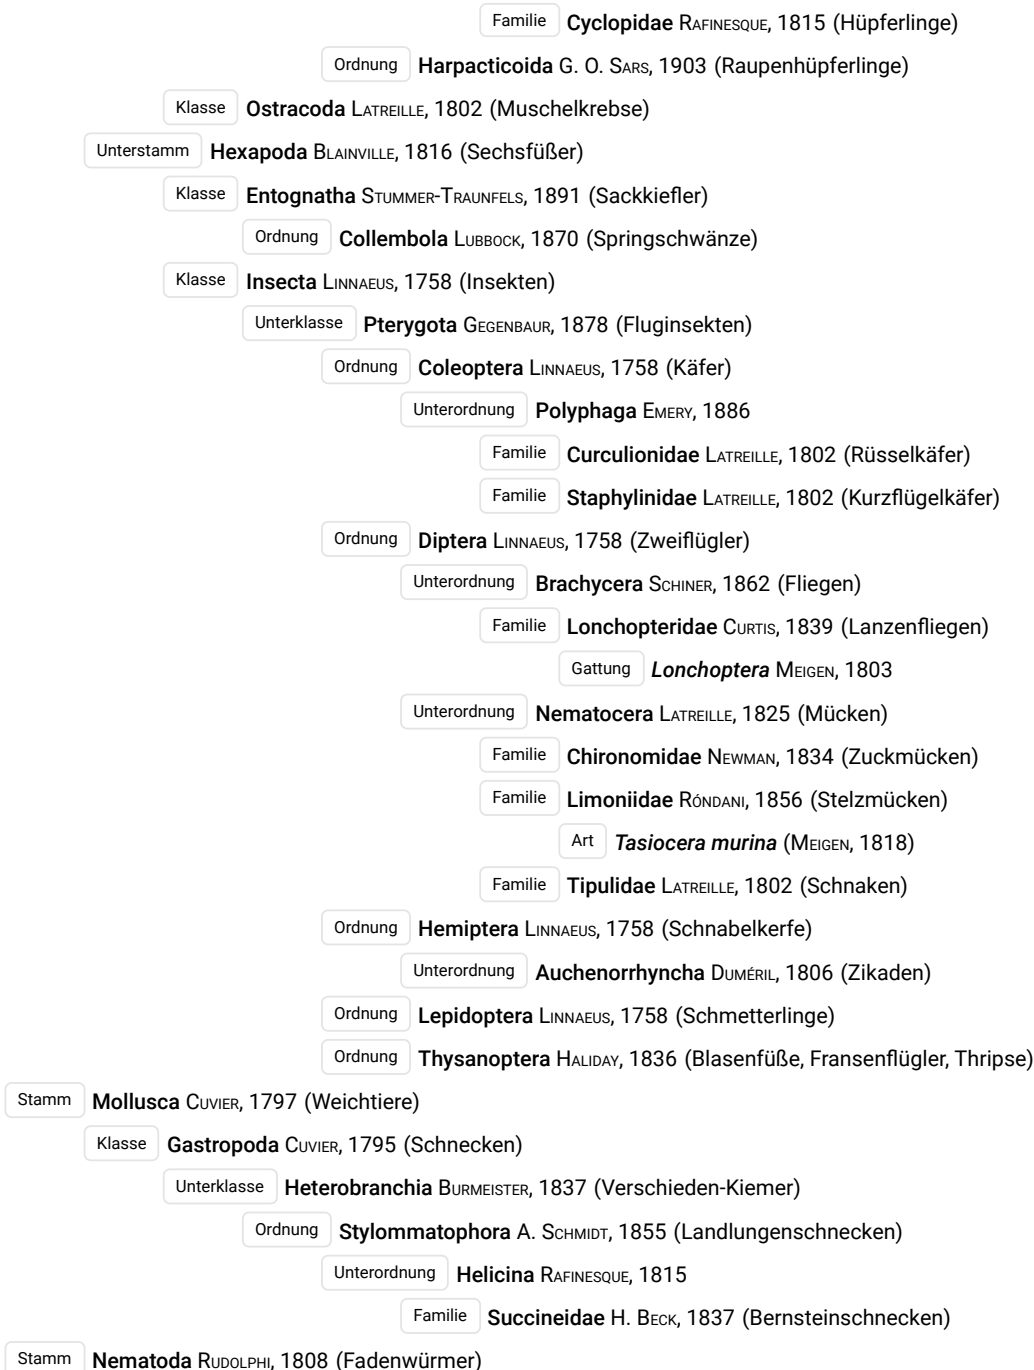 Familie Cyclopidae Rafinesque, 1815 (Hüpferlinge)
Ordnung Harpacticoida G. O. Sars, 1903 (Raupenhüpferlinge)
Klasse Ostracoda Latreille, 1802 (Muschelkrebse)
Unterstamm Hexapoda Blainville, 1816 (Sechsfüßer)
Klasse Entognatha Stummer-Traunfels, 1891 (Sackkiefler)
Ordnung Collembola Lubbock, 1870 (Springschwänze)
Klasse Insecta Linnaeus, 1758 (Insekten)
Unterklasse Pterygota Gegenbaur, 1878 (Fluginsekten)
Ordnung Coleoptera Linnaeus, 1758 (Käfer)
Unterordnung Polyphaga Emery, 1886
Familie Curculionidae Latreille, 1802 (Rüsselkäfer)
Familie Staphylinidae Latreille, 1802 (Kurzflügelkäfer)
Ordnung Diptera Linnaeus, 1758 (Zweiflügler)
Unterordnung Brachycera Schiner, 1862 (Fliegen)
Familie Lonchopteridae Curtis, 1839 (Lanzenfliegen)
Gattung Lonchoptera Meigen, 1803
Unterordnung Nematocera Latreille, 1825 (Mücken)
Familie Chironomidae Newman, 1834 (Zuckmücken)
Familie Limoniidae Róndani, 1856 (Stelzmücken)
Art Tasiocera murina (Meigen, 1818)
Familie Tipulidae Latreille, 1802 (Schnaken)
Ordnung Hemiptera Linnaeus, 1758 (Schnabelkerfe)
Unterordnung Auchenorrhyncha Duméril, 1806 (Zikaden)
Ordnung Lepidoptera Linnaeus, 1758 (Schmetterlinge)
Ordnung Thysanoptera Haliday, 1836 (Blasenfüße, Fransenflügler, Thripse)
Stamm Mollusca Cuvier, 1797 (Weichtiere)
Klasse Gastropoda Cuvier, 1795 (Schnecken)
Unterklasse Heterobranchia Burmeister, 1837 (Verschieden-Kiemer)
Ordnung Stylommatophora A. Schmidt, 1855 (Landlungenschnecken)
Unterordnung Helicina Rafinesque, 1815
Familie Succineidae H. Beck, 1837 (Bernsteinschnecken)
Stamm Nematoda Rudolphi, 1808 (Fadenwürmer)